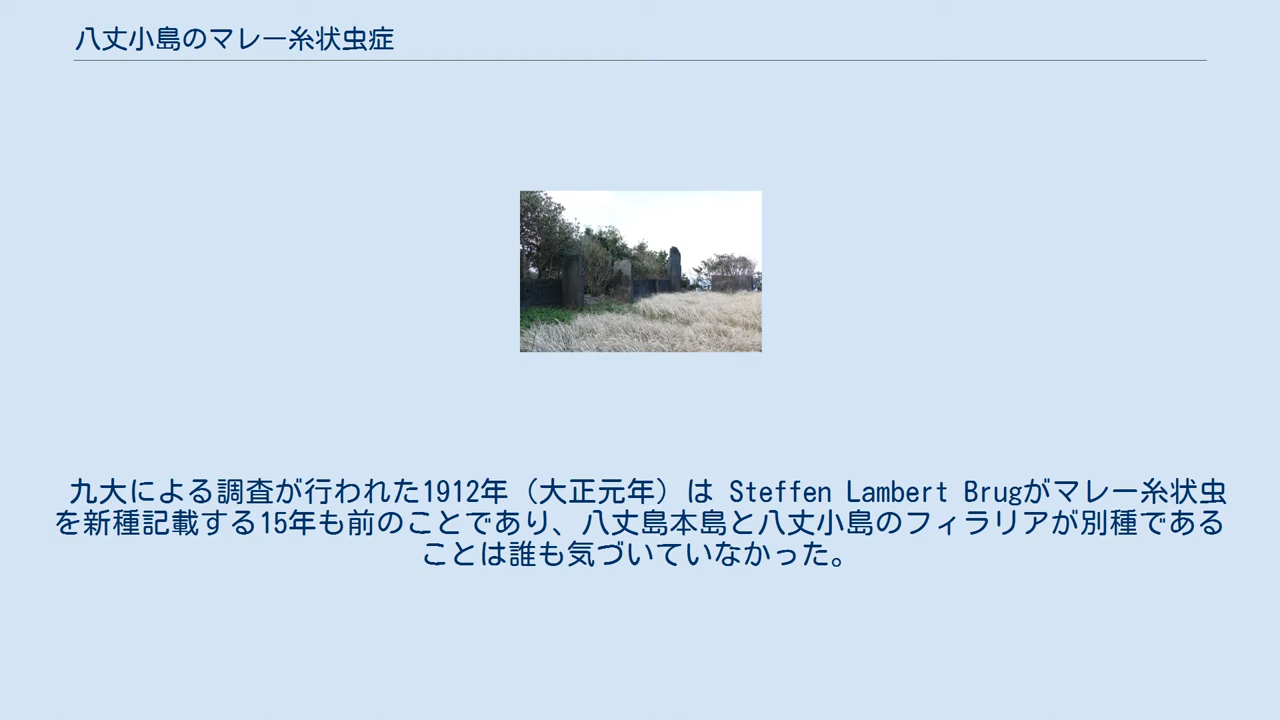 八丈小島のマレー糸状虫症
九大による調査が行われた1912年（大正元年）は Steffen Lambert Brugがマレー糸状虫
を新種記載する15年も前のことであり、八丈島本島と八丈小島のフィラリアが別種である
ことは誰も気づいていなかった。